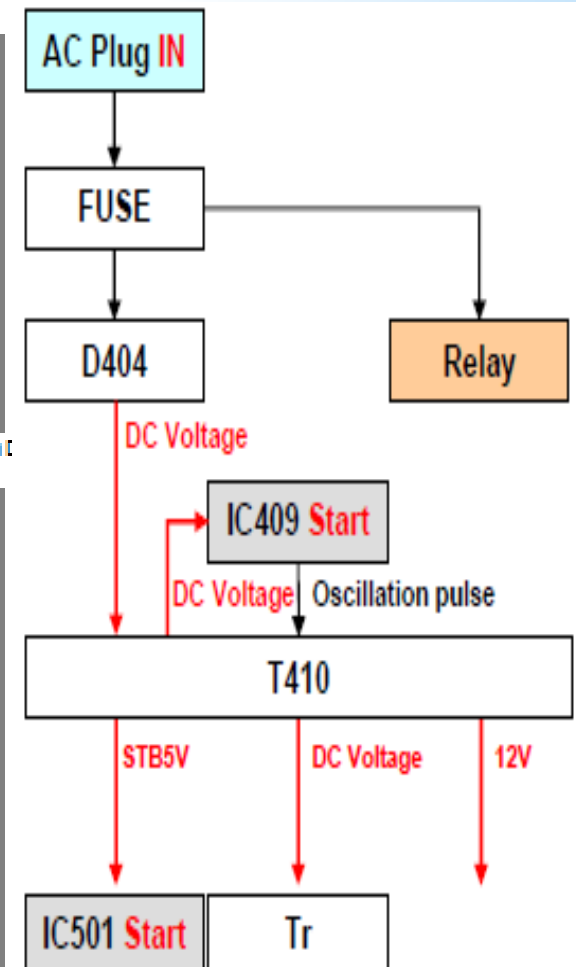 AC Plug IN
FUSE
D404
Relay
DC Voltage
IC409 Start
DC Voltage
Oscillation pulse
T410
STB5V
DC Voltage
12V
IC501 Start
Tr